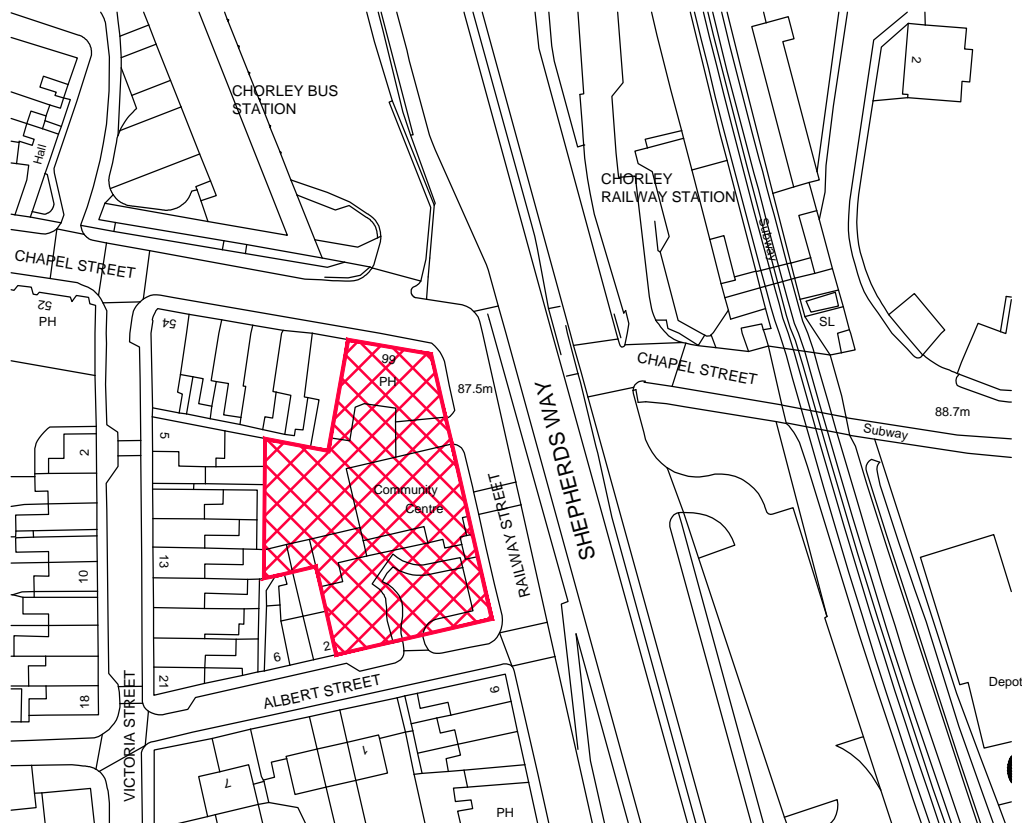 CHORLEY BUS
STATION
2
Hall
CHORLEY
RAILWAY STATION
Subway
CHAPEL STREET
52
PH
54
SL
66
PH
CHAPEL STREET
87.5m
88.7m
Subway
SHEPHERDS WAY
5
2
Community
Centre
RAILWAY STREET
13
10
2
6
21
18
VICTORIA STREET
ALBERT STREET
9
Depot
1
7
PH